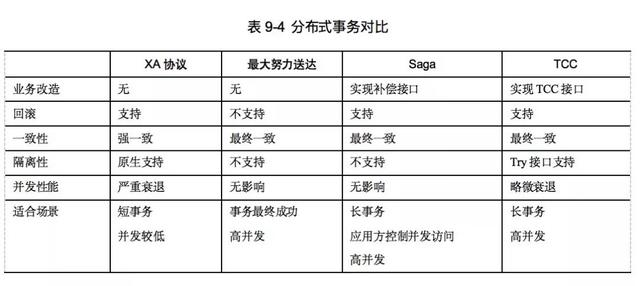 表 9-4 分布式事务对比
XA 协议 最大努力送达 Saga TCC
业务改造 无 无 实现补偿接口 实现 TCC 接口
回滚 支持 不支持 支持 支持
一致性 强一致 最终一致 最终一致 最终一致
隔离性 原生支持 不支持 不支持 Try 接口支持
并发性能 严重衰退 无影响 无影响 略微衰退
适合场景 短事务 事务最终成功 长事务 长事务
并发较低 高并发 应用方控制并发访问 高并发
高并发